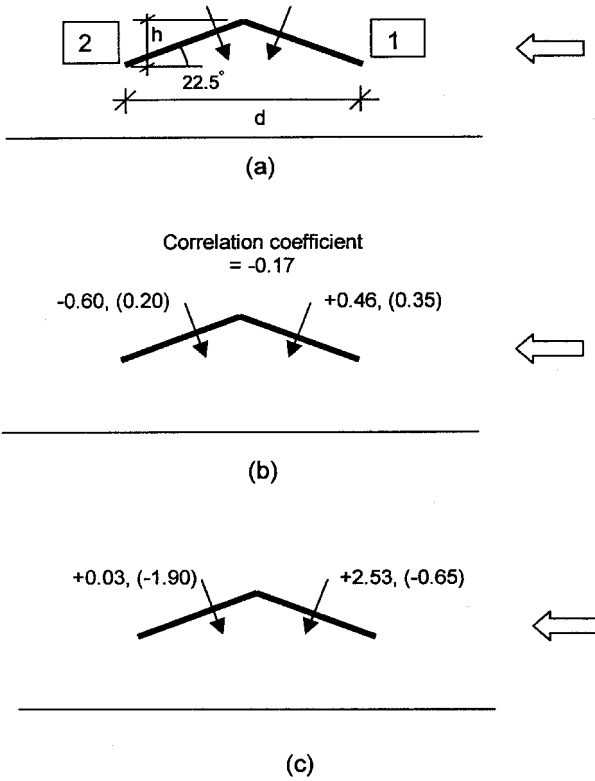 2
h
1
22.5°
d
(a)
Correlation coefficient
= -0.17
-0.60, (0.20)
+0.46, (0.35)
(b)
+0.03, (-1.90)
+2.53, (-0.65)
(c)